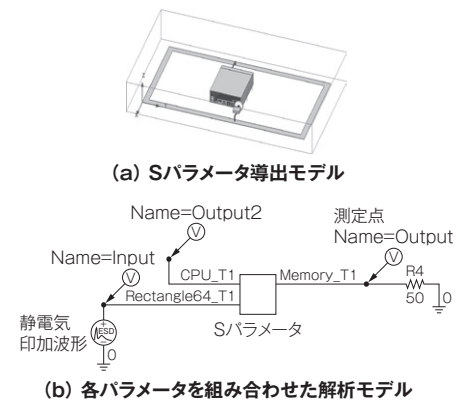 (a) Sパラメータ導出モデル
Name=Output2
測定点
Name=Output
Name=Input
CPU_T1
Memory_T1
R4
Rectangle64_T1
50
0
Sパラメータ
静電気
印加波形
ESD
0
(b) 各パラメータを組み合わせた解析モデル
V
V
V